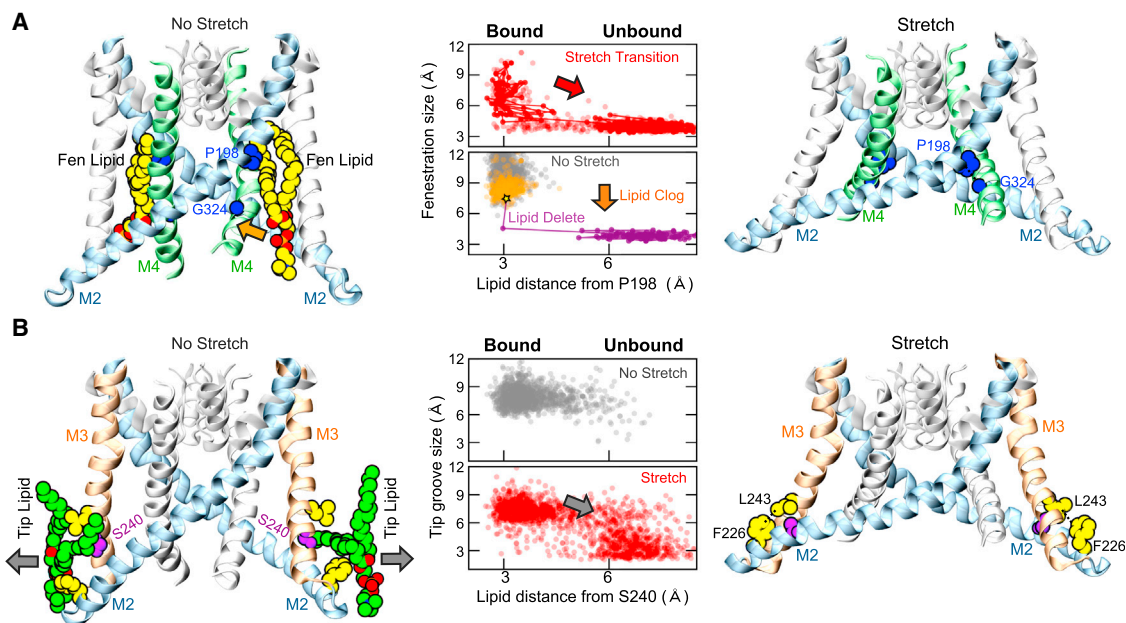 A
No Stretch
Fen Lipid
P198
Fen Lipid
G324
M4
M4
M2
M2
Bound Unbound
Fenestration size (Å)
12
9
6
3
Stretch Transition
12
9
6
3
No Stretch
Lipid Clog
Lipid Delete
3 6
Lipid distance from P198 (Å)
Stretch
P198
G324
M4
M4
M2
M2
B
No Stretch
M3
M3
Tip Lipid
S240
S240
Tip Lipid
M2
M2
Bound Unbound
Tip groove size (Å)
12
9
6
3
No Stretch
12
9
6
3
Stretch
3 6
Lipid distance from S240 (Å)
Stretch
M3
M3
L243
L243
F226
F226
M2
M2